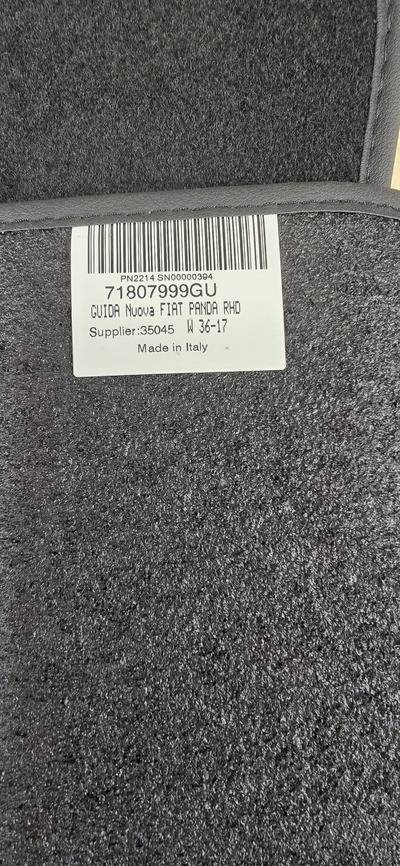 PN2214 SN00000394
71807999GU
GUIDA Nuova FIAT PANDA RHD
Supplier:35045 W 36-17
Made in Italy